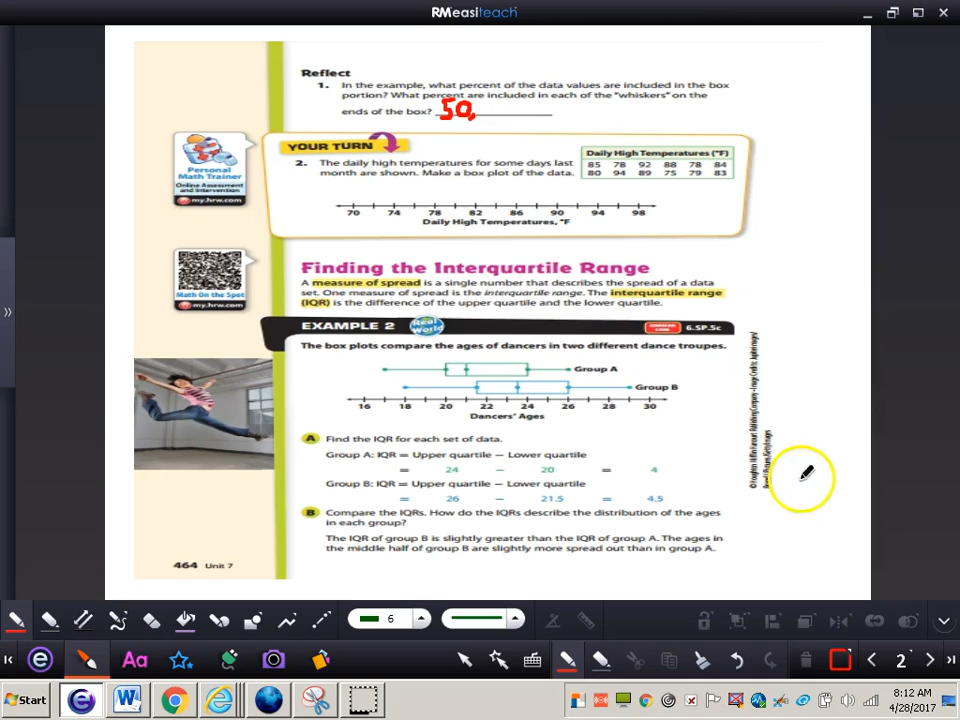 RMeasiteach
Reflect
1. In the example, what percent of the data values are included in the box
portion? What percent are included in each of the "whiskers" on the
ends of the box? 50,
YOUR TURN
2. The daily high temperatures for some days last
month are shown. Make a box plot of the data.
Daily High Temperatures (°F)
85 78 92 88 78 84
80 94 89 75 79 83
70 74 78 82 86 90 94 98
Daily High Temperatures, °F
Personal
Math Trainer
Online Assessment
and Intervention
my.hrw.com
Math On the Spot
my.hrw.com
Finding the Interquartile Range
A measure of spread is a single number that describes the spread of a data
set. One measure of spread is the interquartile range. The interquartile range
(IQR) is the difference of the upper quartile and the lower quartile.
EXAMPLE 2
Real
World
COMMON
CORE
6.SP.5c
The box plots compare the ages of dancers in two different dance troupes.
Group A
Group B
16 18 20 22 24 26 28 30
Dancers' Ages
A Find the IQR for each set of data.
Group A: IQR = Upper quartile − Lower quartile
= 24 − 20 = 4
Group B: IQR = Upper quartile − Lower quartile
= 26 − 21.5 = 4.5
B Compare the IQRs. How do the IQRs describe the distribution of the ages
in each group?
The IQR of group B is slightly greater than the IQR of group A. The ages in
the middle half of group B are slightly more spread out than in group A.
464 Unit 7
6
Aa
2
Start
8:12 AM
4/28/2017